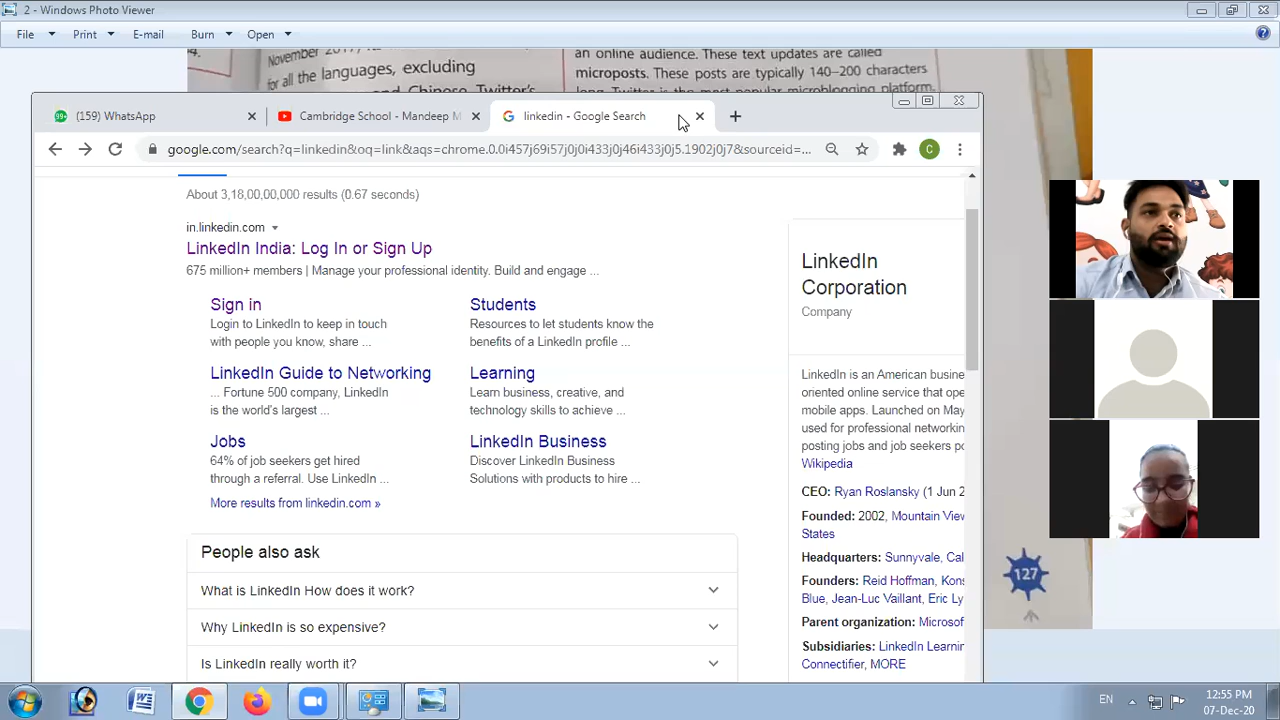 2 - Windows Photo Viewer
File Print E-mail Burn Open
November 2017, its
for all the languages, excluding
an online audience. These text updates are called
microposts. These posts are typically 140–200 characters
long. Twitter is the most popular microblogging platform.
(159) WhatsApp
Cambridge School - Mandeep M
linkedin - Google Search
google.com/search?q=linkedin&oq=link&aqs=chrome.0.0i457j69i57j0j0i433j0j46i433j0j5.1902j0j7&sourceid=...
C
About 3,18,00,00,000 results (0.67 seconds)
in.linkedin.com
LinkedIn India: Log In or Sign Up
675 million+ members | Manage your professional identity. Build and engage ...
Sign in
Login to LinkedIn to keep in touch
with people you know, share ...
Students
Resources to let students know the
benefits of a LinkedIn profile ...
LinkedIn Guide to Networking
... Fortune 500 company, LinkedIn
is the world's largest ...
Learning
Learn business, creative, and
technology skills to achieve ...
Jobs
64% of job seekers get hired
through a referral. Use LinkedIn ...
LinkedIn Business
Discover LinkedIn Business
Solutions with products to hire ...
More results from linkedin.com »
People also ask
What is LinkedIn How does it work?
Why LinkedIn is so expensive?
Is LinkedIn really worth it?
LinkedIn
Corporation
Company
LinkedIn is an American busine
oriented online service that ope
mobile apps. Launched on May
used for professional networkin
posting jobs and job seekers po
Wikipedia
CEO: Ryan Roslansky (1 Jun 2
Founded: 2002, Mountain View
States
Headquarters: Sunnyvale, Cal
Founders: Reid Hoffman, Kons
Blue, Jean-Luc Vaillant, Eric Ly
Parent organization: Microsof
Subsidiaries: LinkedIn Learnin
Connectifier, MORE
127
EN
12:55 PM
07-Dec-20